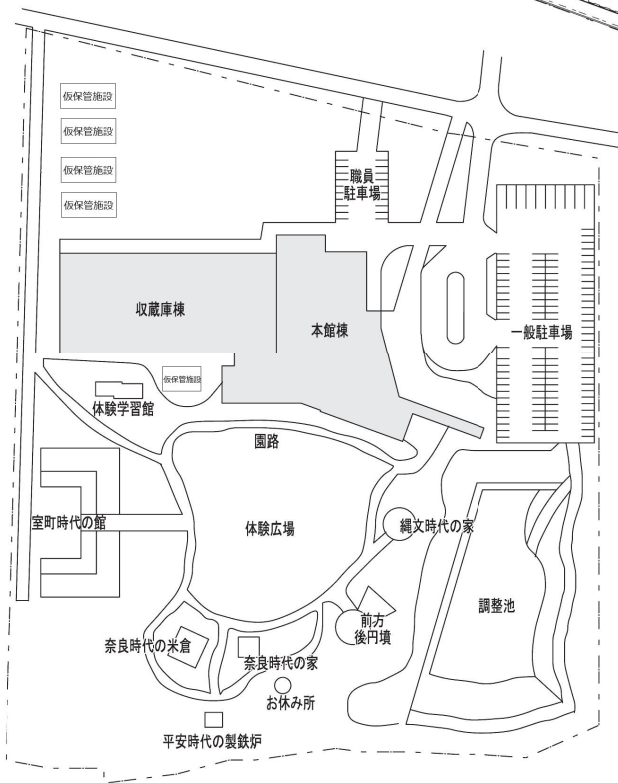 仮保管施設
仮保管施設
仮保管施設
仮保管施設
職員
駐車場
収蔵庫棟
本館棟
一般駐車場
仮保管施設
体験学習館
園路
室町時代の館
体験広場
縄文時代の家
調整池
前方
後円墳
奈良時代の米倉
奈良時代の家
お休み所
平安時代の製鉄炉